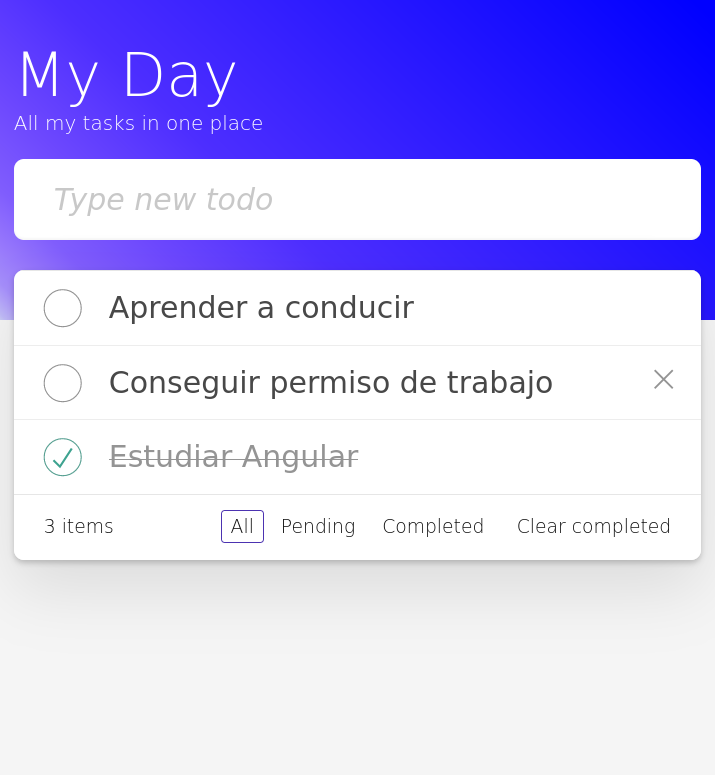 My Day
All my tasks in one place
Type new todo
Aprender a conducir
Conseguir permiso de trabajo
Estudiar Angular
3 items All Pending Completed Clear completed